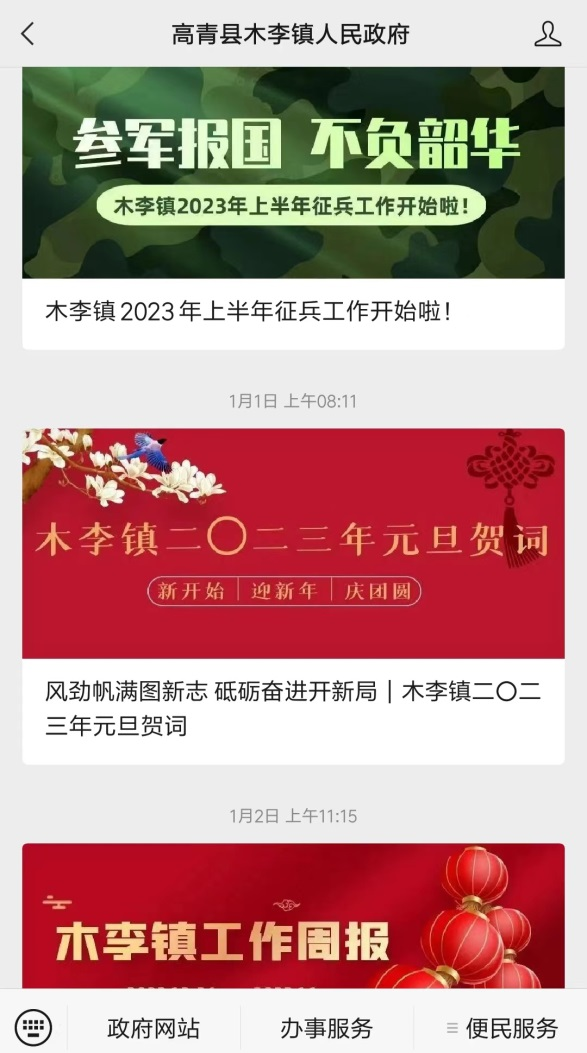 高青县木李镇人民政府
参军报国 不负韶华
木李镇2023年上半年征兵工作开始啦！
木李镇2023年上半年征兵工作开始啦！
1月1日 上午08:11
木李镇二〇二三年元旦贺词
新开始｜迎新年｜庆团圆
风劲帆满图新志 砥砺奋进开新局｜木李镇二〇二
三年元旦贺词
1月2日 上午11:15
木李镇工作周报
政府网站 办事服务 便民服务